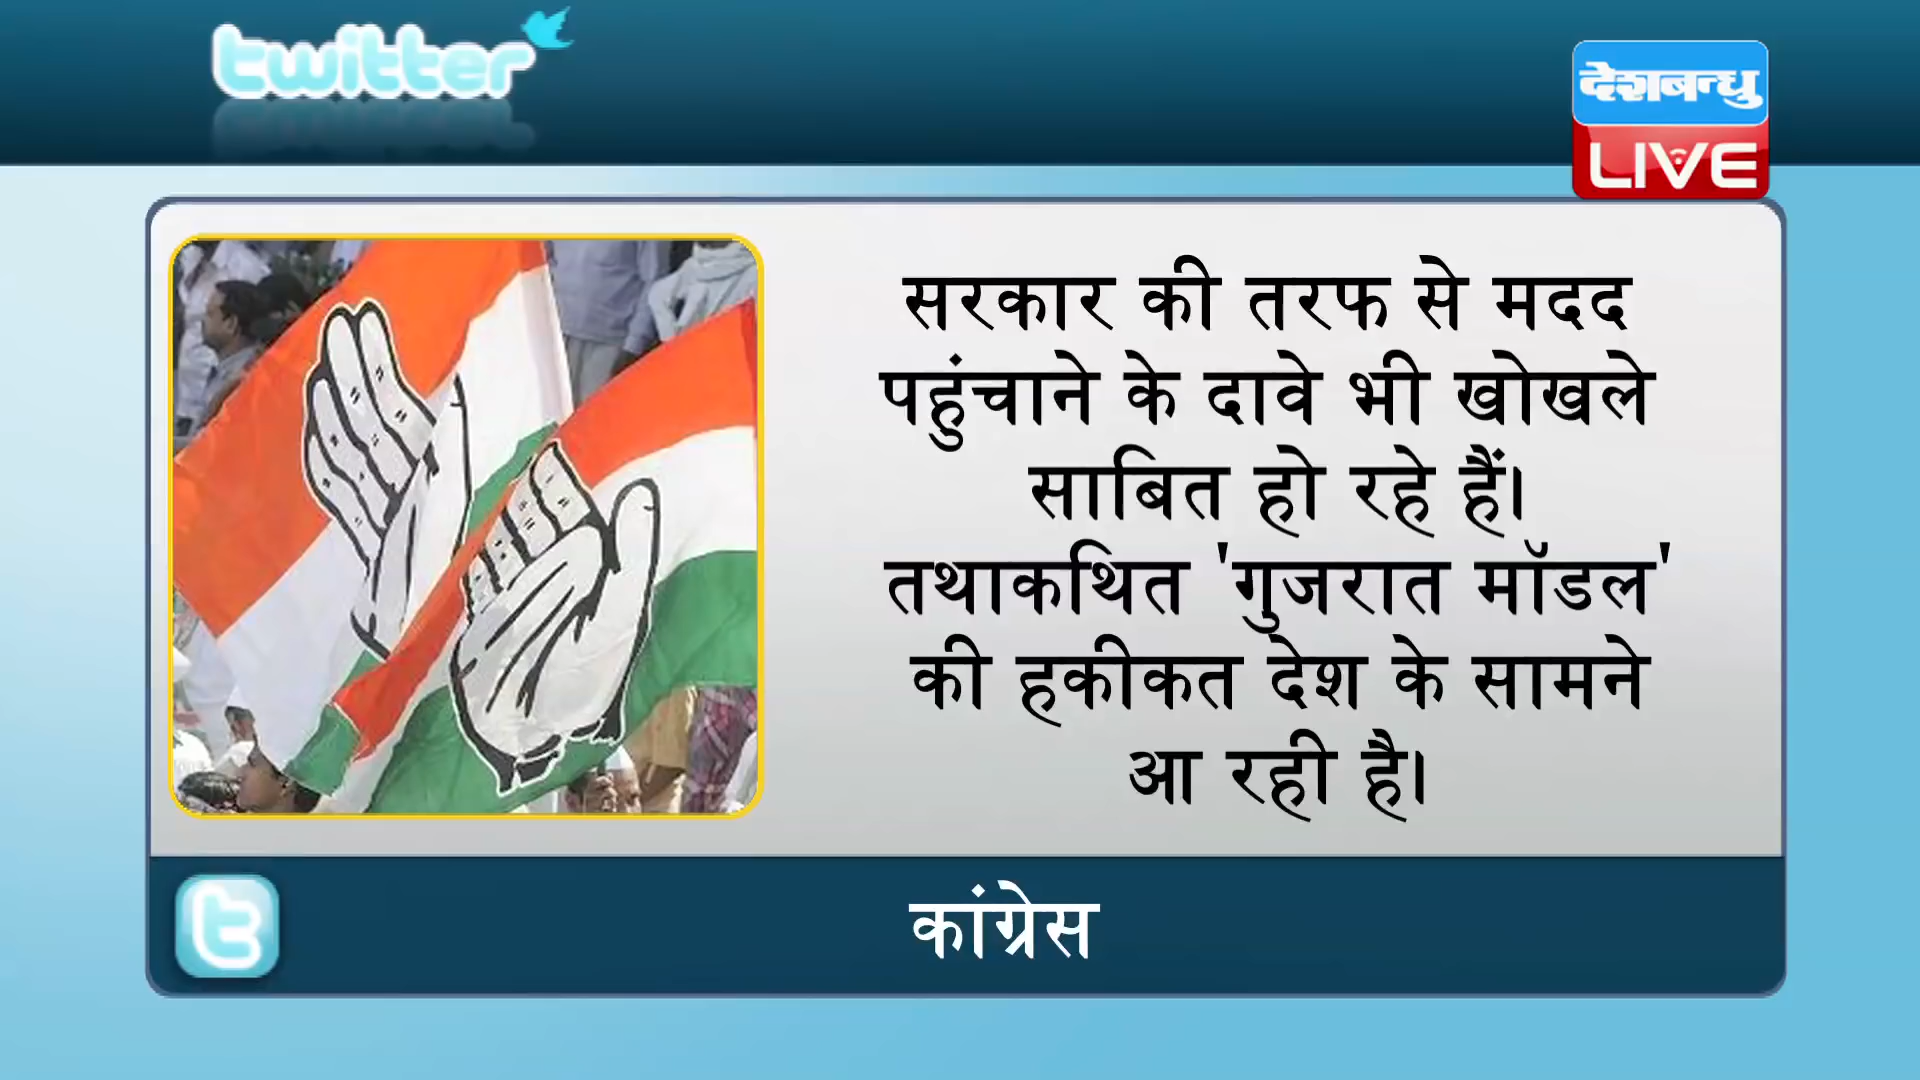 twitter
देशबन्धु
LIVE
सरकार की तरफ से मदद
पहुंचाने के दावे भी खोखले
साबित हो रहे हैं।
तथाकथित 'गुजरात मॉडल'
की हकीकत देश के सामने
आ रही है।
t
कांग्रेस